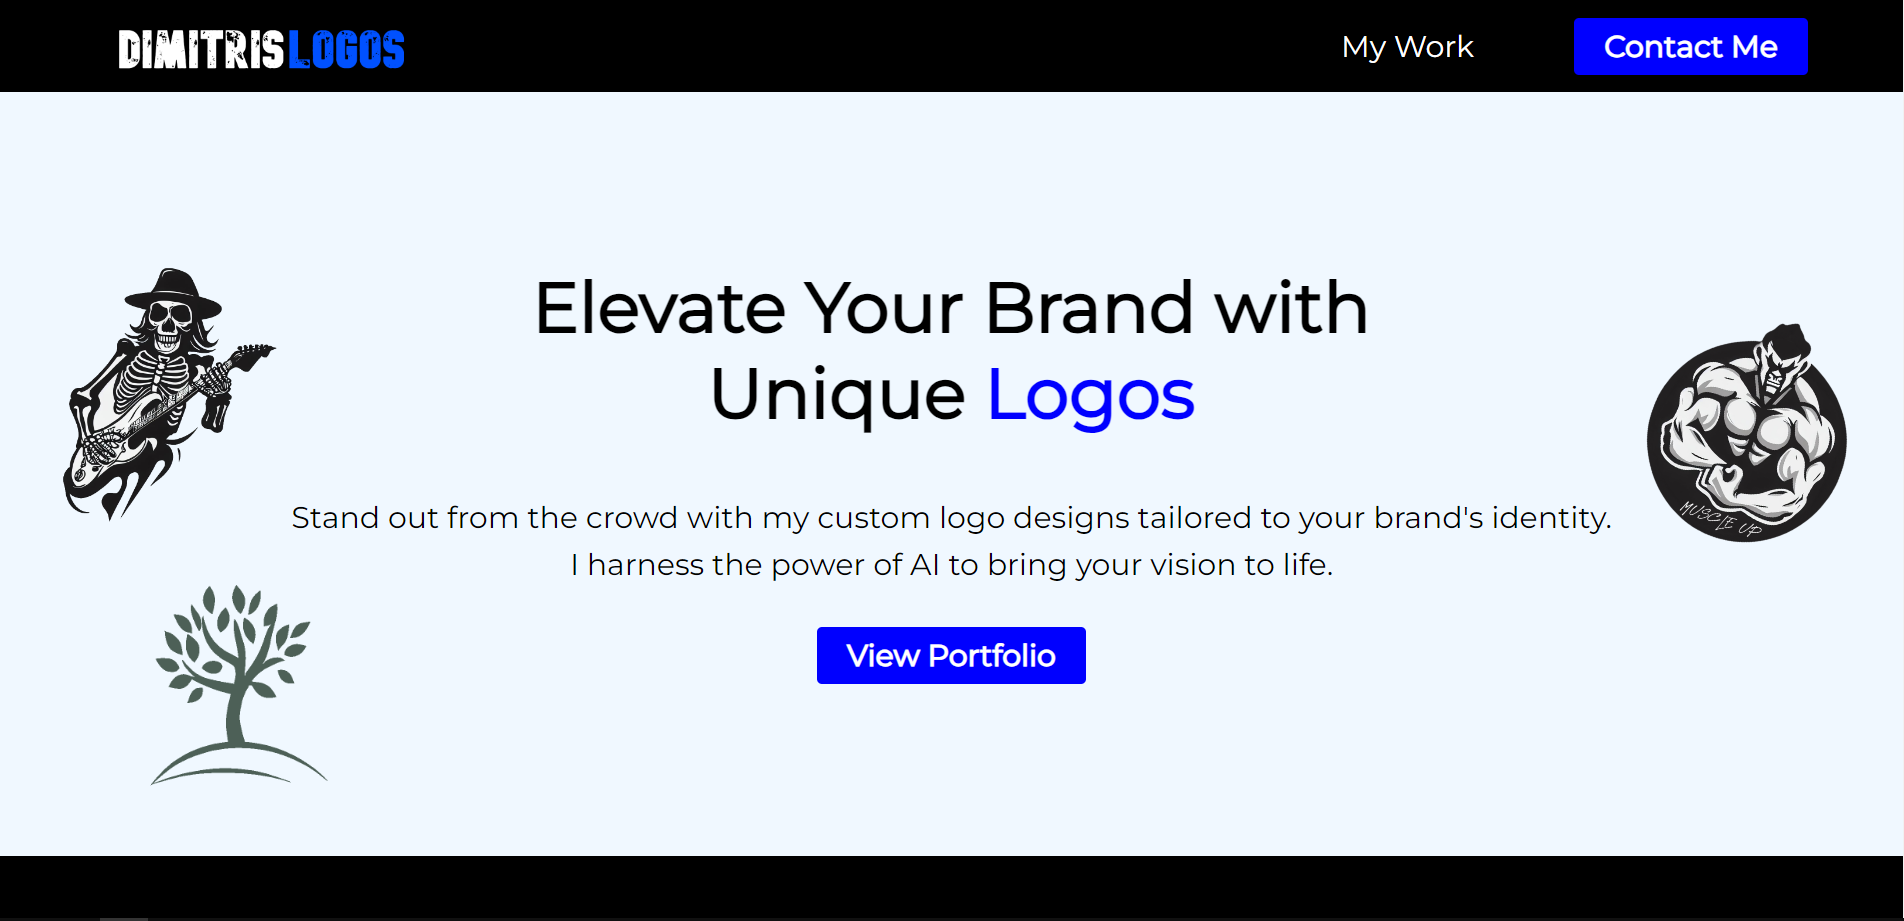 DIMITRISLOGOS
My Work
Contact Me
Elevate Your Brand with
Unique Logos
Stand out from the crowd with my custom logo designs tailored to your brand's identity.
I harness the power of AI to bring your vision to life.
MUSCLE UP
View Portfolio